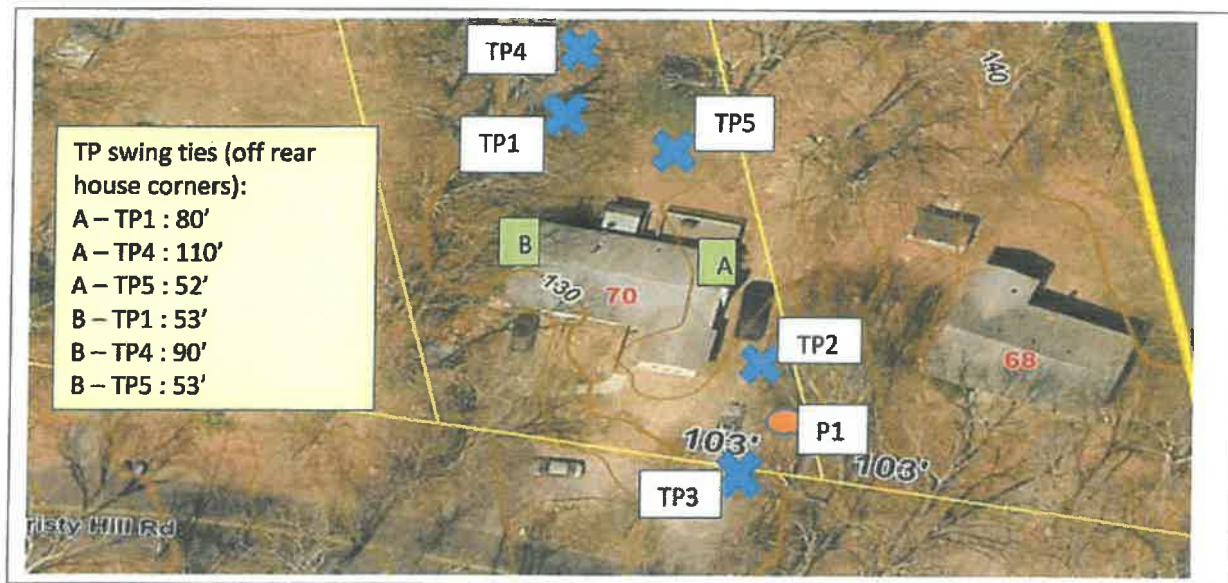 TP4
140
TP1
TP5
TP swing ties (off rear
house corners):
A – TP1 : 80'
A – TP4 : 110'
A – TP5 : 52'
B – TP1 : 53'
B – TP4 : 90'
B – TP5 : 53'
B
A
130
70
TP2
68
P1
103'
103'
TP3
risty Hill Rd